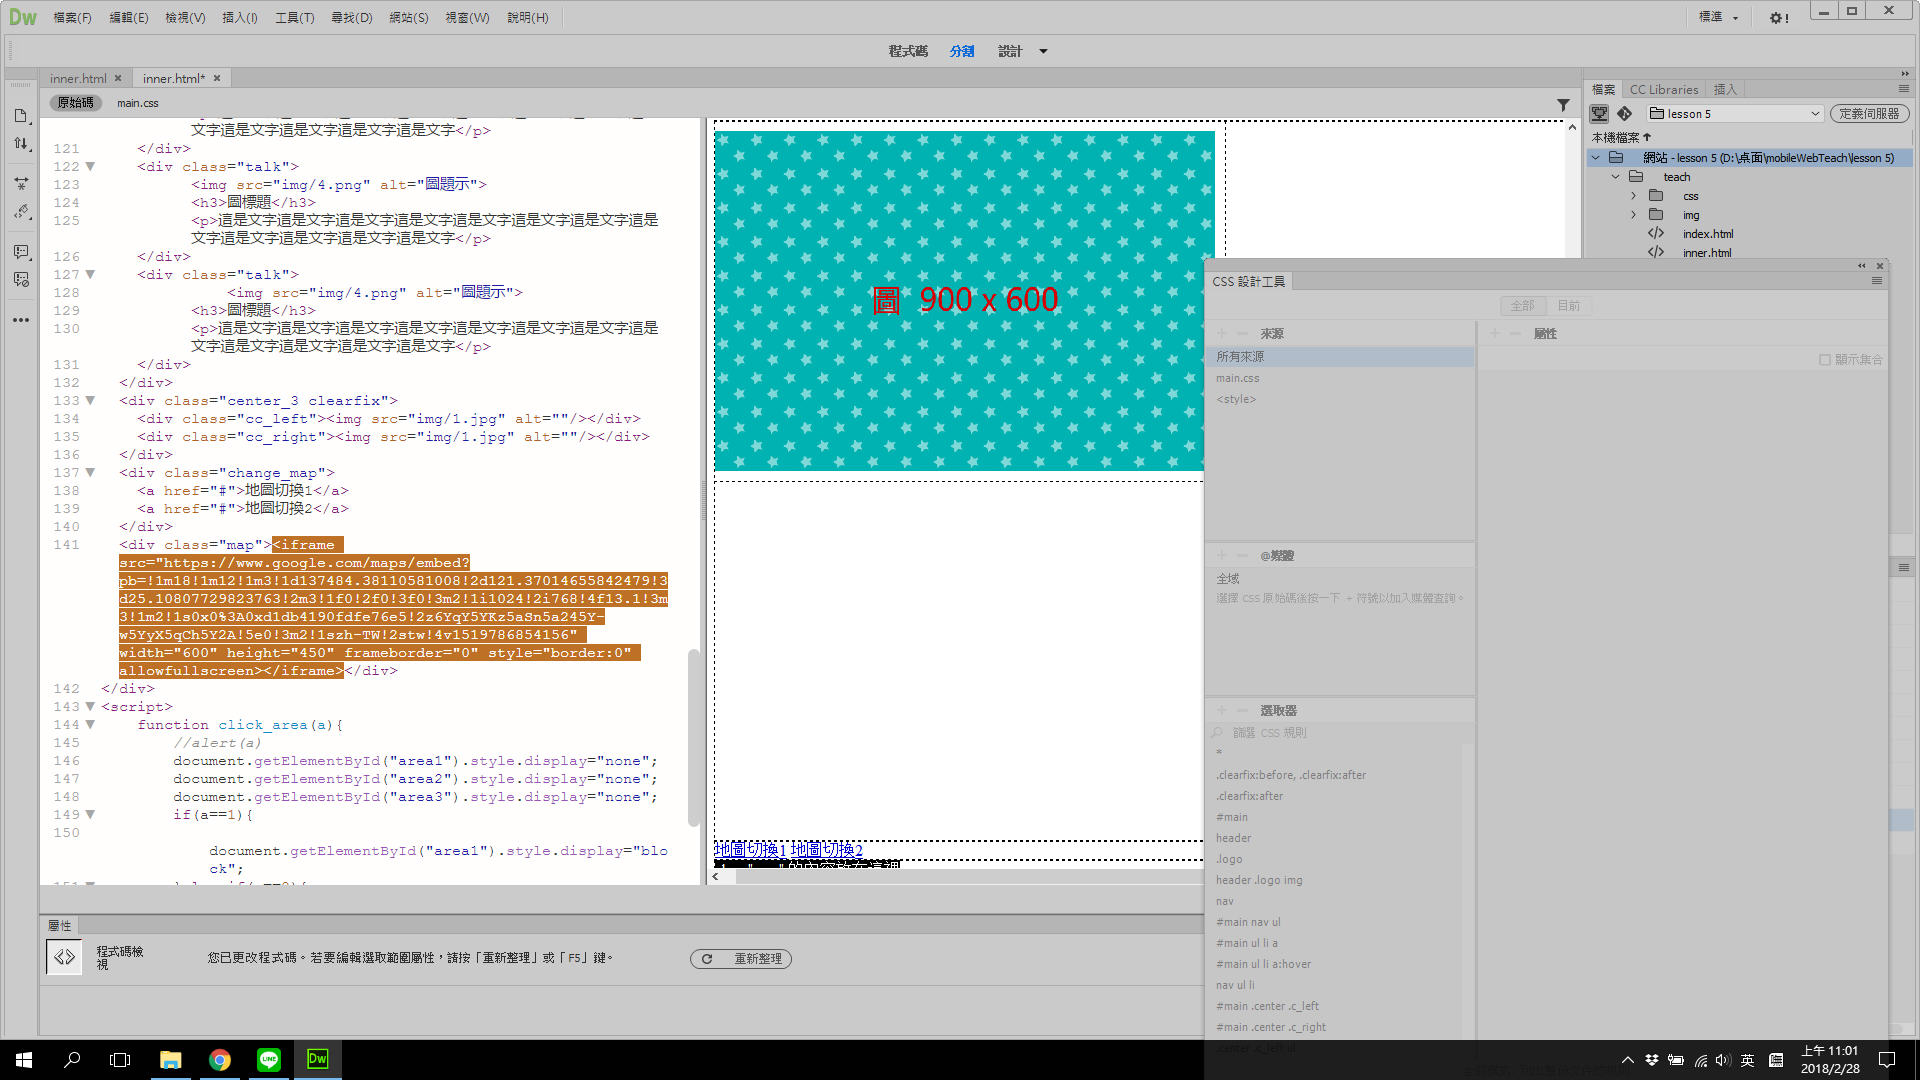 Dw 檔案(F) 編輯(E) 檢視(V) 插入(I) 工具(T) 尋找(D) 網站(S) 視窗(W) 說明(H) 標準
程式碼 分割 設計
inner.html inner.html*
原始碼 main.css
文字這是文字這是文字這是文字這是文字</p>
121 </div>
122 <div class="talk">
123 <img src="img/4.png" alt="圖題示">
124 <h3>圖標題</h3>
125 <p>這是文字這是文字這是文字這是文字這是文字這是文字這是文字這是
文字這是文字這是文字這是文字這是文字</p>
126 </div>
127 <div class="talk">
128 <img src="img/4.png" alt="圖題示">
129 <h3>圖標題</h3>
130 <p>這是文字這是文字這是文字這是文字這是文字這是文字這是文字這是
文字這是文字這是文字這是文字這是文字</p>
131 </div>
132 </div>
133 <div class="center_3 clearfix">
134 <div class="cc_left"><img src="img/1.jpg" alt=""/></div>
135 <div class="cc_right"><img src="img/1.jpg" alt=""/></div>
136 </div>
137 <div class="change_map">
138 <a href="#">地圖切換1</a>
139 <a href="#">地圖切換2</a>
140 </div>
141 <div class="map"><iframe
src="https://www.google.com/maps/embed?
pb=!1m18!1m12!1m3!1d137484.38110581008!2d121.37014655842479!3
d25.10807729823763!2m3!1f0!2f0!3f0!3m2!1i1024!2i768!4f13.1!3m
3!1m2!1s0x0%3A0xd1db4190fdfe76e5!2z6YqY5YKz5aSn5a245Y-
w5YyX5qCh5Y2A!5e0!3m2!1szh-TW!2stw!4v1519786854156"
width="600" height="450" frameborder="0" style="border:0"
allowfullscreen></iframe></div>
142 </div>
143 <script>
144 function click_area(a){
145 //alert(a)
146 document.getElementById("area1").style.display="none";
147 document.getElementById("area2").style.display="none";
148 document.getElementById("area3").style.display="none";
149 if(a==1){
150
document.getElementById("area1").style.display="blo
ck";
圖 900 x 600
地圖切換1 地圖切換2
屬性
程式碼檢視
您已更改程式碼。若要編輯選取範圍屬性，請按「重新整理」或「F5」鍵。
重新整理
檔案 CC Libraries 插入
lesson 5 定義伺服器
本機檔案
網站 - lesson 5 (D:\桌面\mobileWebTeach\lesson 5)
teach
css
img
index.html
inner.html
CSS 設計工具
全部 目前
來源 屬性
所有來源 顯示集合
main.css
<style>
@媒體
全域
選擇 CSS 原始碼後按一下 + 符號以加入媒體查詢。
選取器
篩選 CSS 規則
*
.clearfix:before, .clearfix:after
.clearfix:after
#main
header
.logo
header .logo img
nav
#main nav ul
#main ul li a
#main ul li a:hover
nav ul li
#main .center .c_left
#main .center .c_right
LINE Dw
英
上午 11:01
2018/2/28